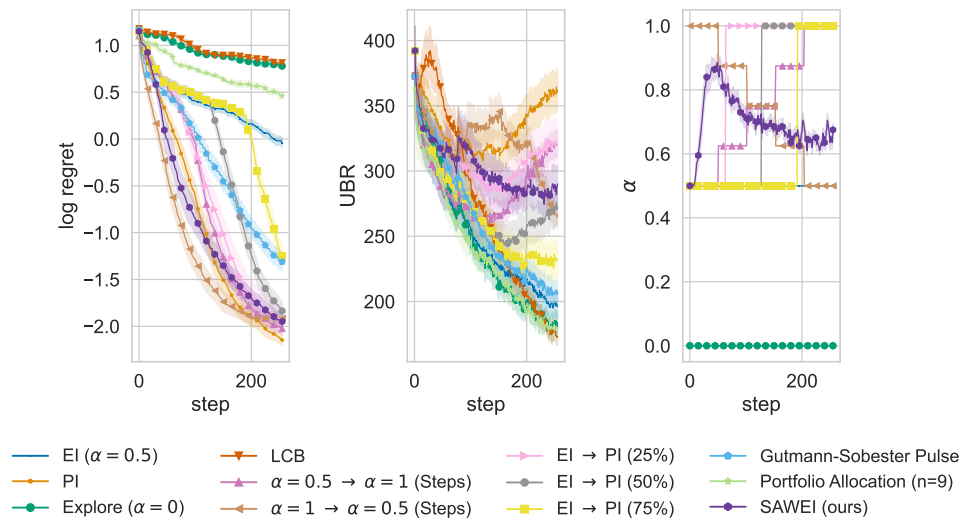 1.0
0.5
0.0
−0.5
−1.0
−1.5
−2.0
log regret
0
200
step
400
350
300
250
200
UBR
0
200
step
1.0
0.8
0.6
0.4
0.2
0.0
α
0
200
step
EI (α = 0.5)
PI
Explore (α = 0)
LCB
α = 0.5 → α = 1 (Steps)
α = 1 → α = 0.5 (Steps)
EI → PI (25%)
EI → PI (50%)
EI → PI (75%)
Gutmann-Sobester Pulse
Portfolio Allocation (n=9)
SAWEI (ours)